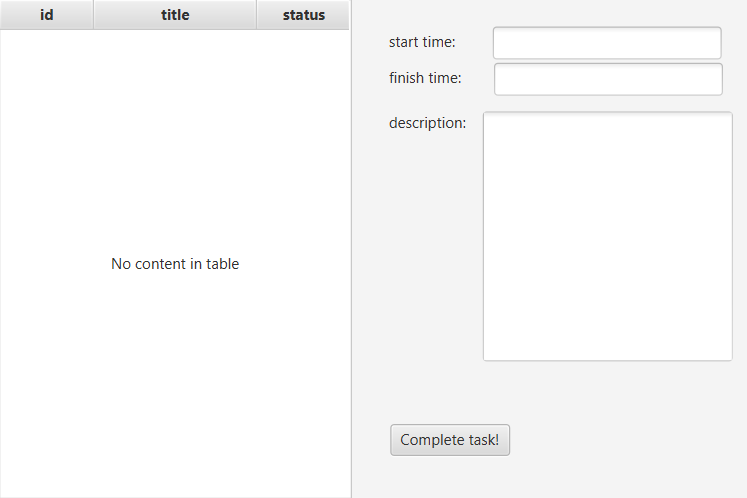 id title status
No content in table
start time:
finish time:
description:
Complete task!